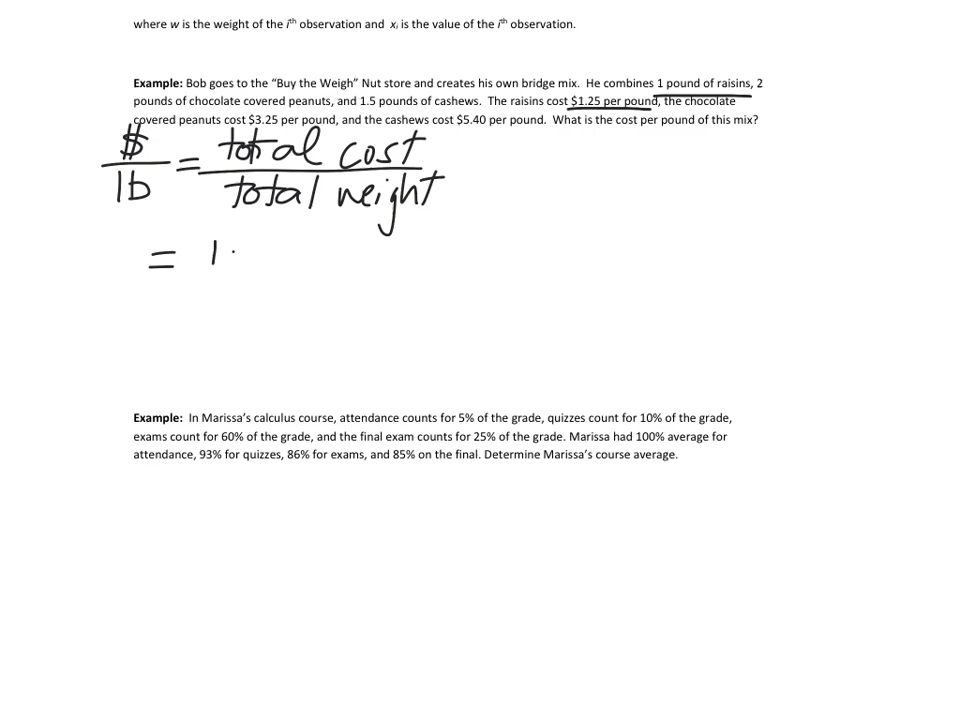 where w is the weight of the iᵗʰ observation and xᵢ is the value of the iᵗʰ observation.
Example: Bob goes to the “Buy the Weigh” Nut store and creates his own bridge mix. He combines 1 pound of raisins, 2
pounds of chocolate covered peanuts, and 1.5 pounds of cashews. The raisins cost $1.25 per pound, the chocolate
covered peanuts cost $3.25 per pound, and the cashews cost $5.40 per pound. What is the cost per pound of this mix?
$/lb = total cost/total weight
= 1·
Example: In Marissa’s calculus course, attendance counts for 5% of the grade, quizzes count for 10% of the grade,
exams count for 60% of the grade, and the final exam counts for 25% of the grade. Marissa had 100% average for
attendance, 93% for quizzes, 86% for exams, and 85% on the final. Determine Marissa’s course average.